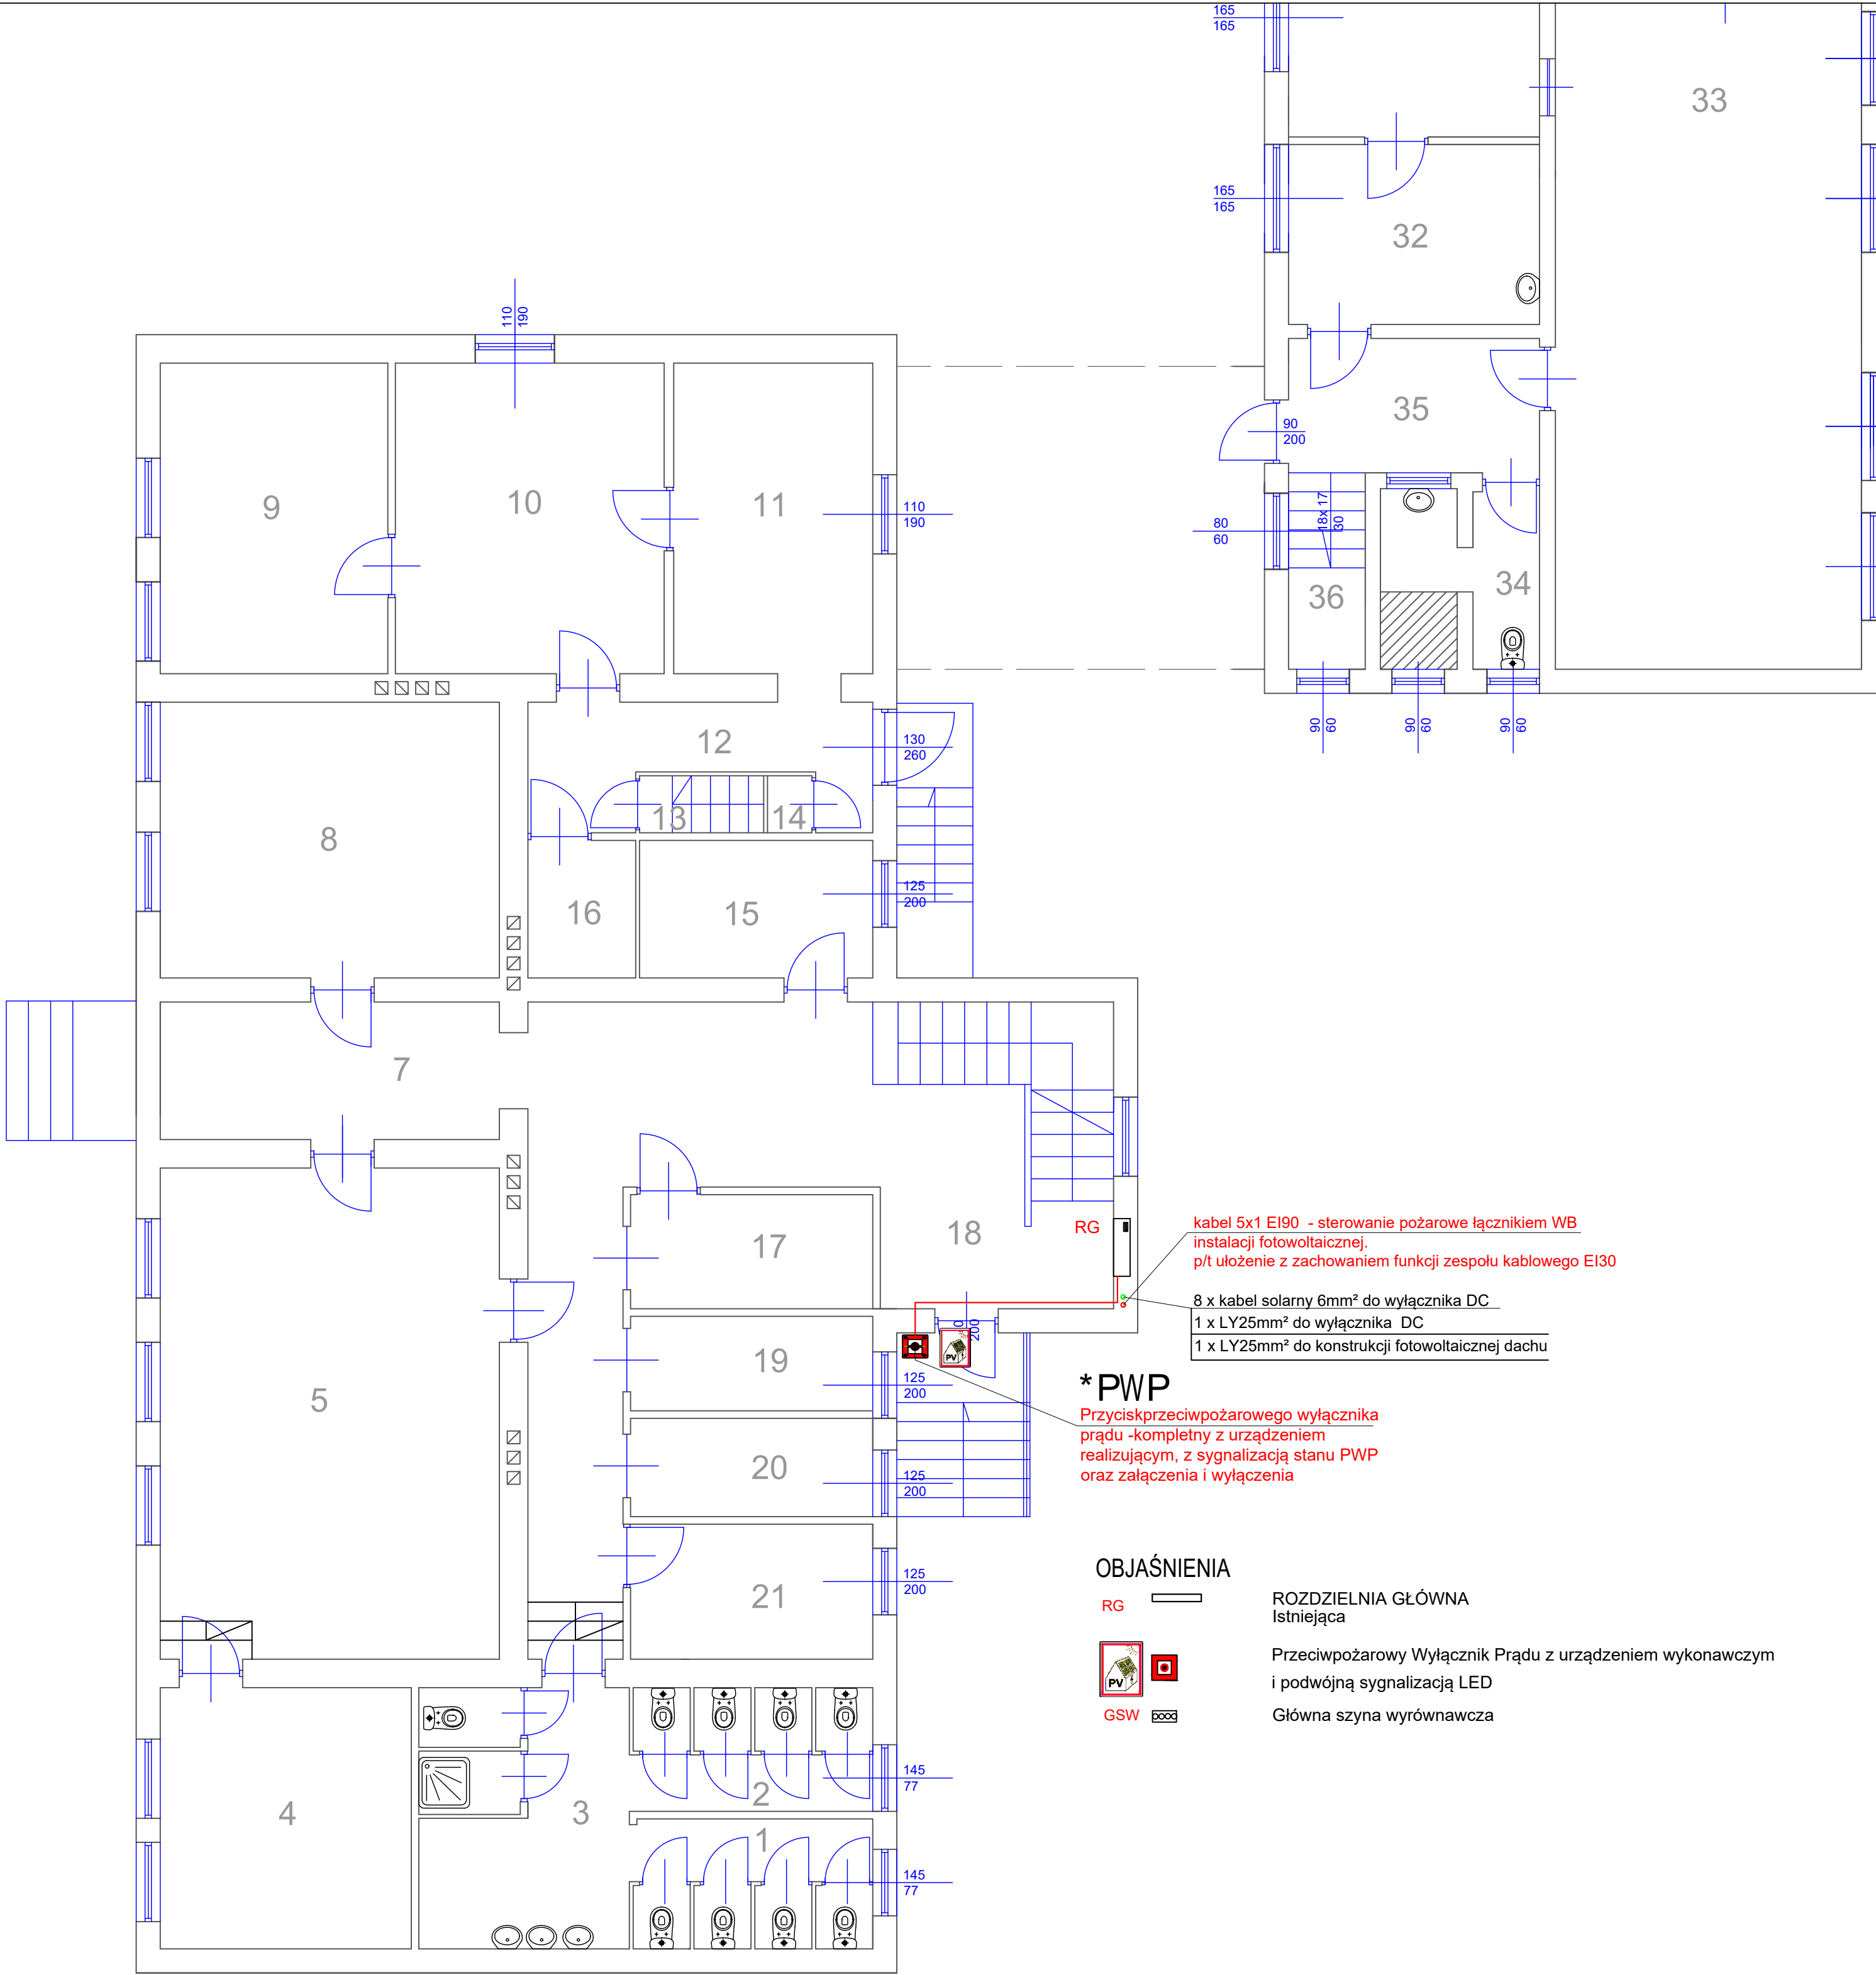 165
165
33
165
165
32
110
190
35
90
200
9
10
11
110
190
80
60
18x 17
30
36
34
90
60
90
60
90
60
12
130
260
13
14
8
16
15
125
200
7
17
18
RG
kabel 5x1 EI90 - sterowanie pożarowe łącznikiem WB
instalacji fotowoltaicznej.
p/t ułożenie z zachowaniem funkcji zespołu kablowego EI30
8 x kabel solarny 6mm² do wyłącznika DC
1 x LY25mm² do wyłącznika DC
1 x LY25mm² do konstrukcji fotowoltaicznej dachu
0
200
PV
19
125
200
*PWP
Przyciskprzeciwpożarowego wyłącznika
prądu -kompletny z urządzeniem
realizującym, z sygnalizacją stanu PWP
oraz załączenia i wyłączenia
5
20
125
200
21
125
200
OBJAŚNIENIA
RG
ROZDZIELNIA GŁÓWNA
Istniejąca
PV
Przeciwpożarowy Wyłącznik Prądu z urządzeniem wykonawczym
i podwójną sygnalizacją LED
GSW
Główna szyna wyrównawcza
4
3
2
145
77
1
145
77